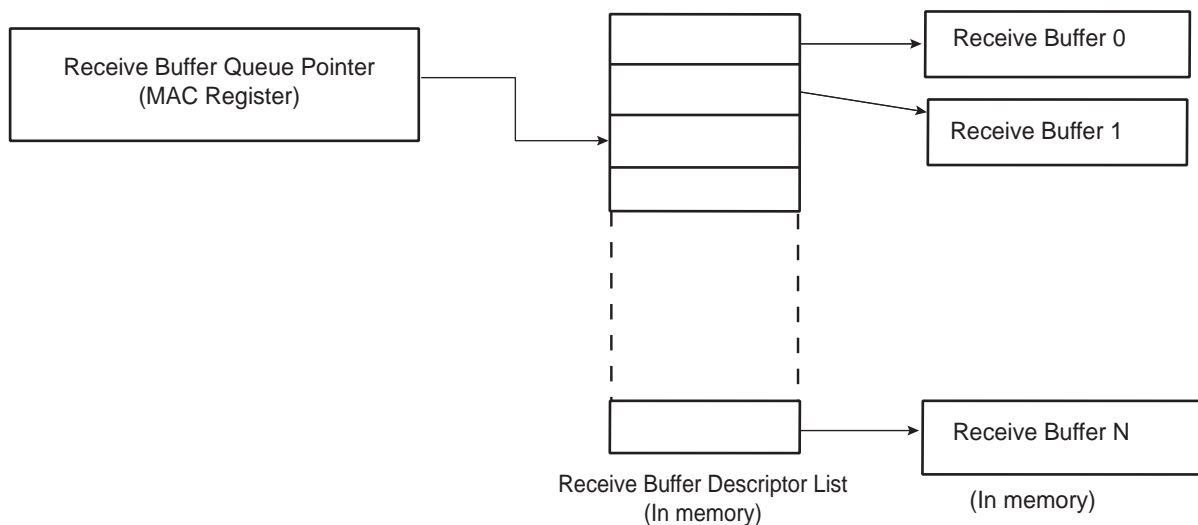 Receive Buffer Queue Pointer
(MAC Register)
Receive Buffer 0
Receive Buffer 1
Receive Buffer N
Receive Buffer Descriptor List
(In memory)
(In memory)